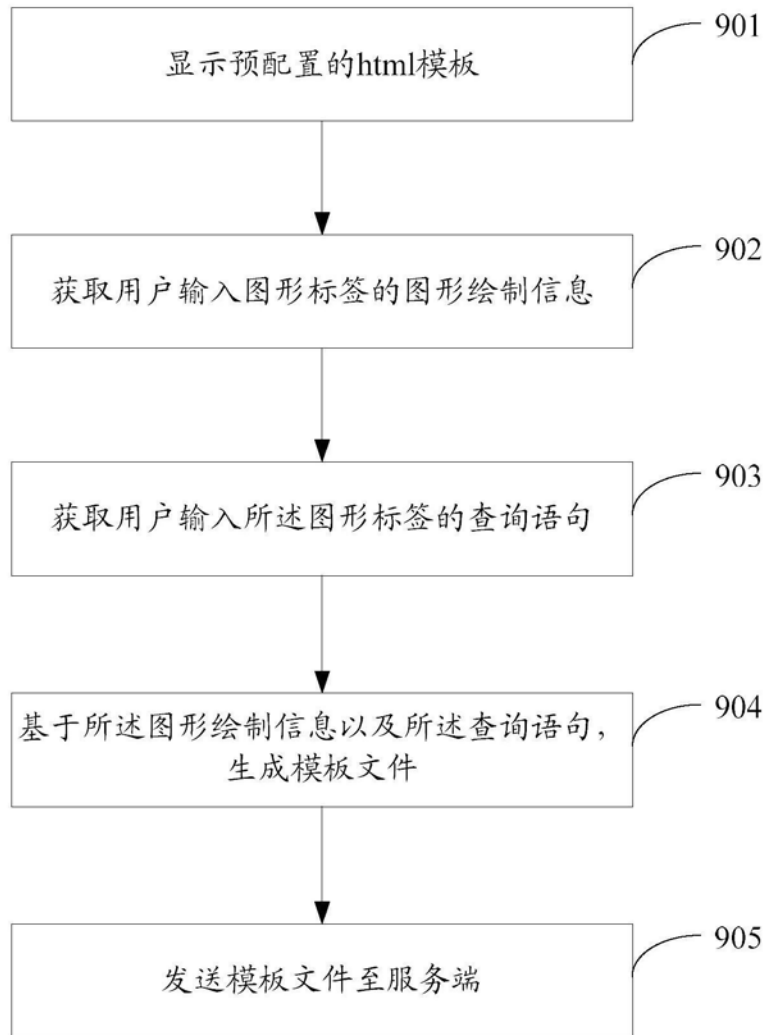 显示预配置的html模板
901
获取用户输入图形标签的图形绘制信息
902
获取用户输入所述图形标签的查询语句
903
基于所述图形绘制信息以及所述查询语句，
生成模板文件
904
发送模板文件至服务端
905